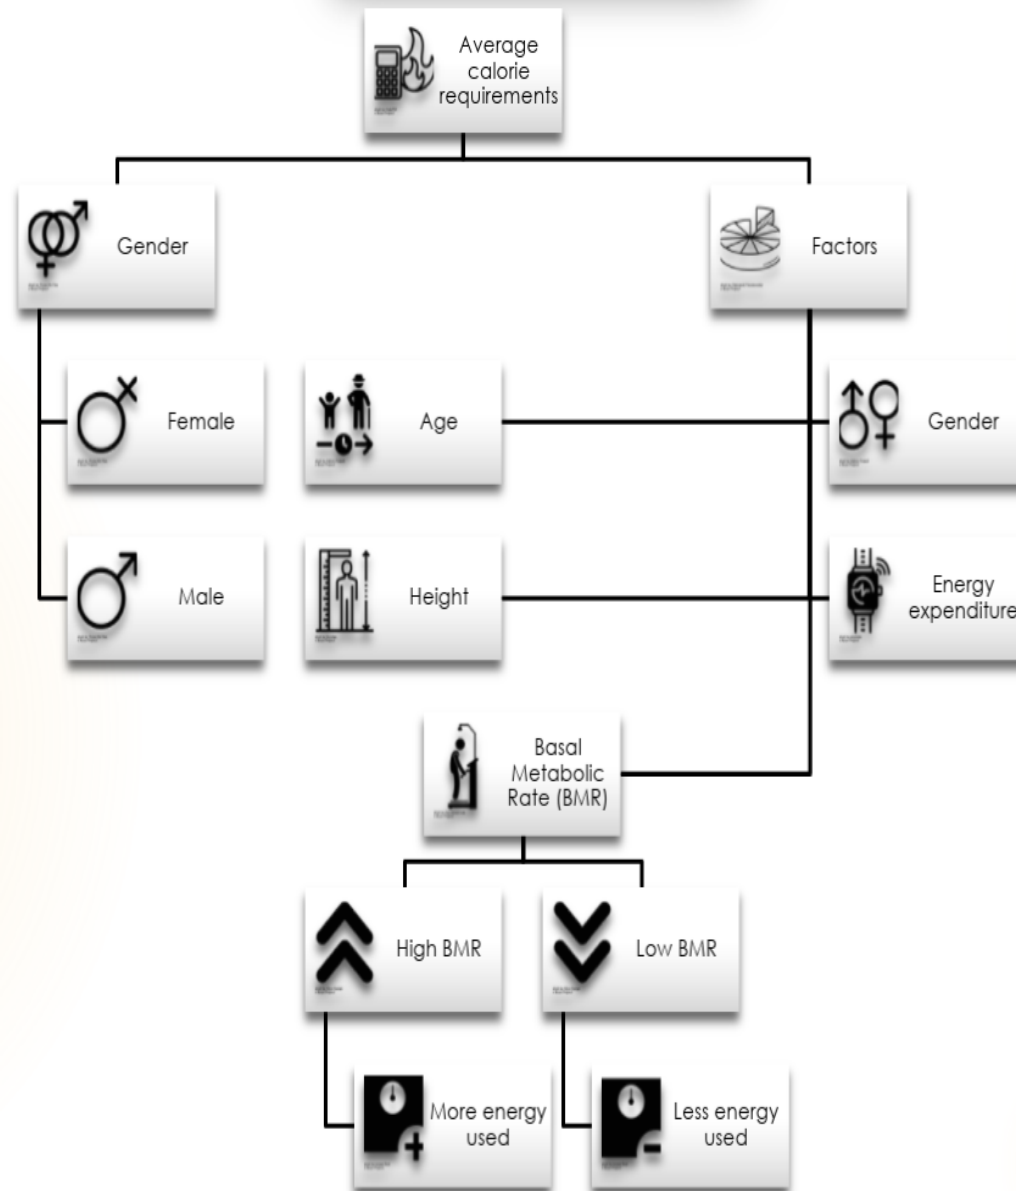 Average
calorie
requirements
Gender
Factors
Female
Age
Gender
Male
Height
Energy
expenditure
Basal
Metabolic
Rate (BMR)
High BMR
Low BMR
More energy
used
Less energy
used